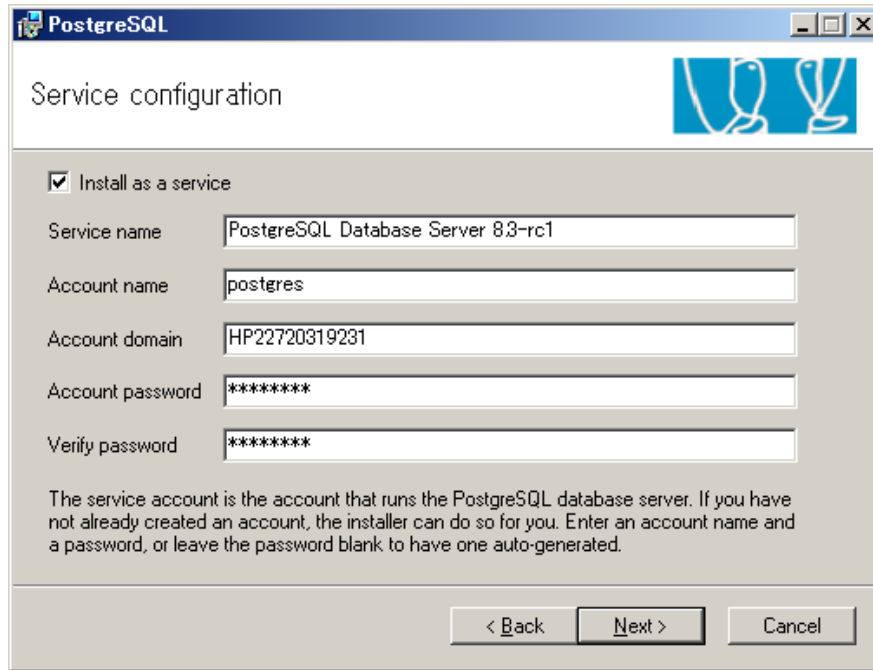 PostgreSQL
Service configuration
Install as a service
Service name PostgreSQL Database Server 8.3-rc1
Account name postgres
Account domain HP22720319231
Account password ********
Verify password ********
The service account is the account that runs the PostgreSQL database server. If you have
not already created an account, the installer can do so for you. Enter an account name and
a password, or leave the password blank to have one auto-generated.
< Back Next > Cancel